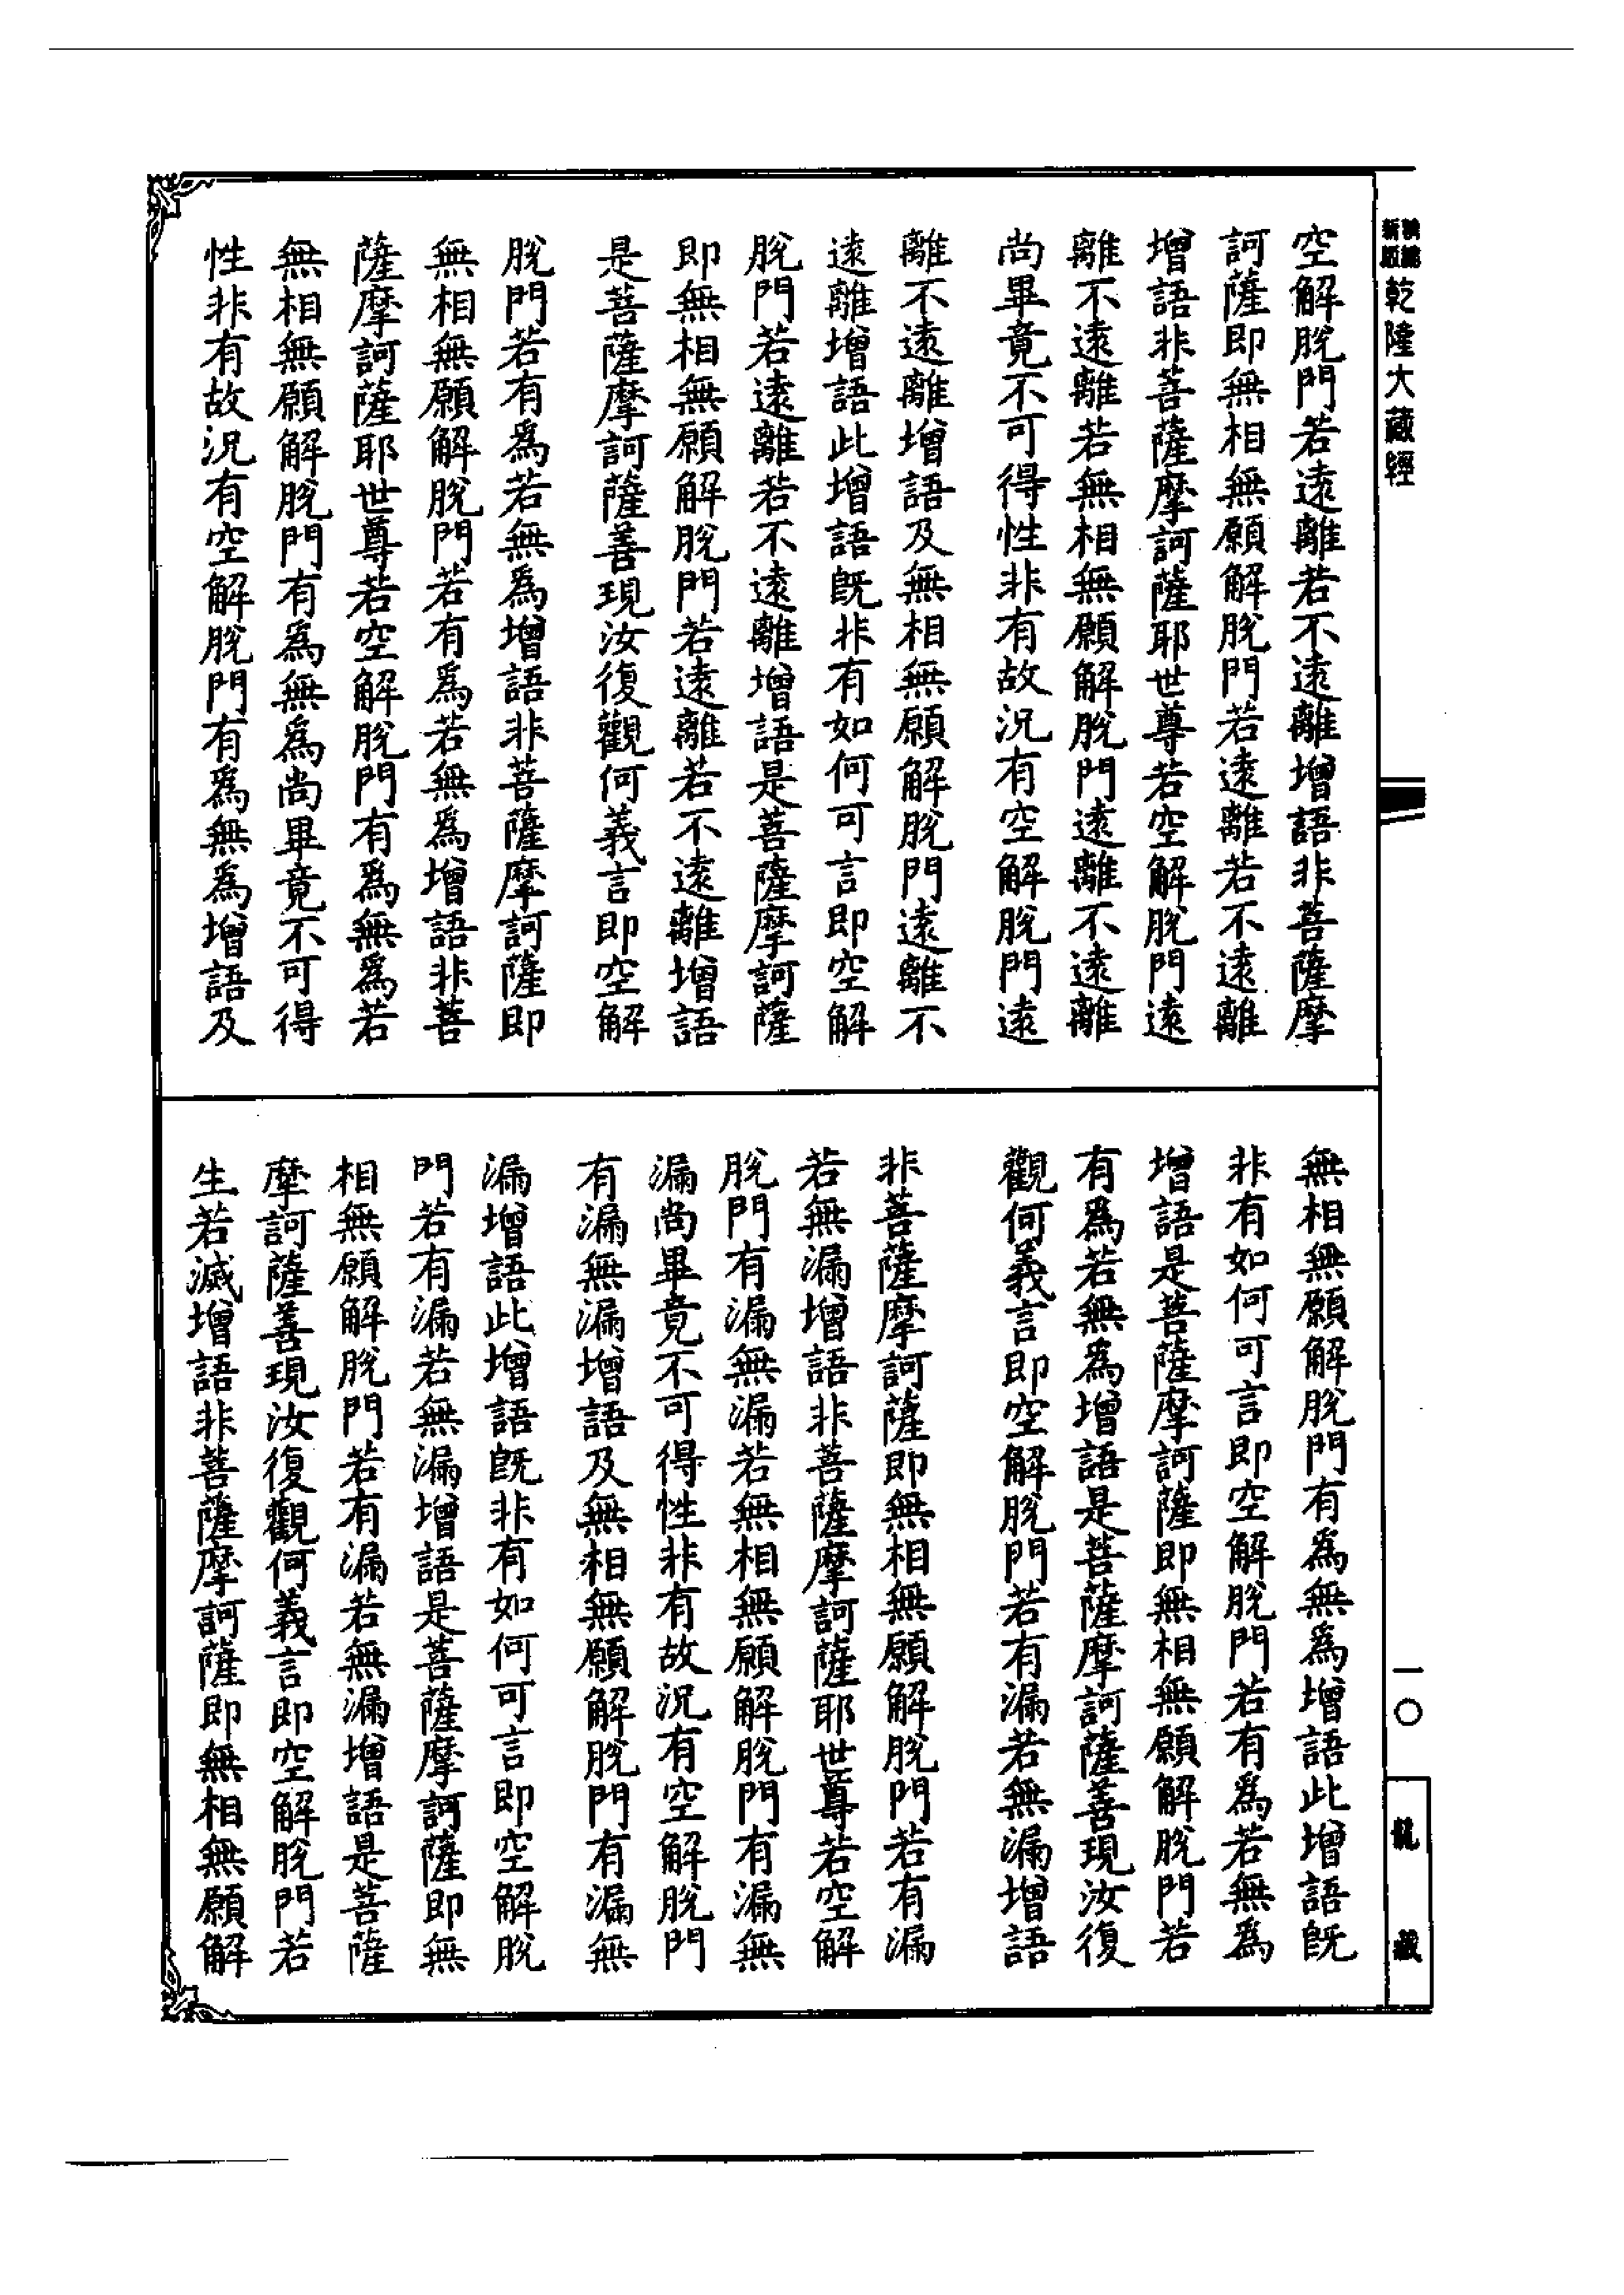 乾隆大藏經
空解脫門若遠離若不遠離增語非菩薩摩
訶薩即無相無願解脫門若遠離若不遠離
增語非菩薩摩訶薩耶世尊若空解脫門遠
離不遠離若無相無願解脫門遠離不遠離
尚畢竟不可得性非有故況有空解脫門遠
離不遠離增語及無相無願解脫門遠離不
遠離增語此增語旣非有如何可言即空解
脫門若遠離若不遠離增語是菩薩摩訶薩
即無相無願解脫門若遠離若不遠離增語
是菩薩摩訶薩善現汝復觀何義言即空解
脫門若有爲若無爲增語非菩薩摩訶薩即
無相無願解脫門若有爲若無爲增語非菩
薩摩訶薩耶世尊若空解脫門有爲無爲若
無相無願解脫門有爲無爲尚畢竟不可得
性非有故況有空解脫門有爲無爲增語及
無相無願解脫門有爲無爲增語此增語旣
非有如何可言即空解脫門若有爲若無爲
增語是菩薩摩訶薩即無相無願解脫門若
有爲若無爲增語是菩薩摩訶薩善現汝復
觀何義言即空解脫門若有漏若無漏增語
非菩薩摩訶薩即無相無願解脫門若有漏
若無漏增語非菩薩摩訶薩耶世尊若空解
脫門有漏無漏若無相無願解脫門有漏無
漏尚畢竟不可得性非有故況有空解脫門
有漏無漏增語及無相無願解脫門有漏無
漏增語此增語旣非有如何可言即空解脫
門若有漏若無漏增語是菩薩摩訶薩即無
相無願解脫門若有漏若無漏增語是菩薩
摩訶薩善現汝復觀何義言即空解脫門若
生若滅增語非菩薩摩訶薩即無相無願解
一〇
龍藏